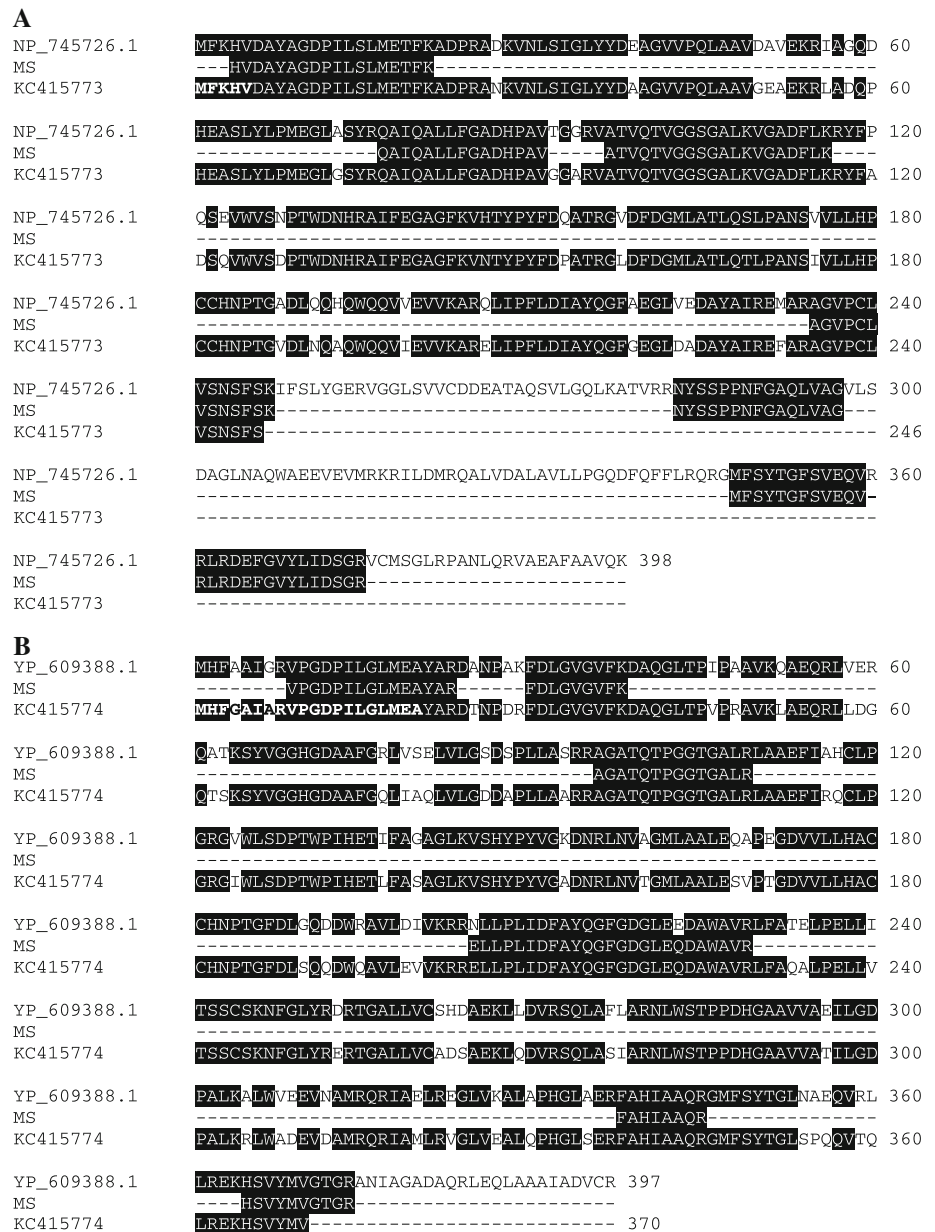 A
NP_745726.1 MFKHVDAYAGDPILSLMETFKADPRADKVNLSIGLYYDEAGVVPQLAAVDAVEKRIAGQD 60
MS ---HVDAYAGDPILSLMETFK---------------------------------------
KC415773 MFKHVDAYAGDPILSLMETFKADPRANKVNLSIGLYYDAAGVVPQLAAVGEAEKRLADQP 60
NP_745726.1 HEASLYLPMEGLASYRQAIQALLFGADHPAVTGGRVATVQTVGGSGALKVGADFLKRYFP 120
MS ----------------QAIQALLFGADHPAV-----ATVQTVGGSGALKVGADFLK----
KC415773 HEASLYLPMEGLGSYRQAIQALLFGADHPAVGGARVATVQTVGGSGALKVGADFLKRYFA 120
NP_745726.1 QSEVWVSNPTWDNHRAIFEGAGFKVHTYPYFDQATRGVDFDGMLATLQSLPANSVVLLHP 180
MS ------------------------------------------------------------
KC415773 DSQVWVSDPTWDNHRAIFEGAGFKVNTYPYFDPATRGLDFDGMLATLQTLPANSIVLLHP 180
NP_745726.1 CCHNPTGADLQQHQWQQVVEVVKARQLIPFLDIAYQGFAEGLVEDAYAIREMARAGVPCL 240
MS ------------------------------------------------------AGVPCL
KC415773 CCHNPTGVDLNQAQWQQVIEVVKARELIPFLDIAYQGFGEGLDADAYAIREFARAGVPCL 240
NP_745726.1 VSNSFSKIFSLYGERVGGLSVVCDDEATAQSVLGQLKATVRRNYSSPPNFGAQLVAGVLS 300
MS VSNSFSK-----------------------------------NYSSPPNFGAQLVAG---
KC415773 VSNSFS------------------------------------------------------ 246
NP_745726.1 DAGLNAQWAEEVEVMRKRILDMRQALVDALAVLLPGQDFQFFLRQRGMFSYTGFSVEQVR 360
MS -----------------------------------------------MFSYTGFSVEQV-
KC415773 ------------------------------------------------------------
NP_745726.1 RLRDEFGVYLIDSGRVCMSGLRPANLQRVAEAFAAVQK 398
MS RLRDEFGVYLIDSGR-----------------------
KC415773 --------------------------------------
B
YP_609388.1 MHFAAIGRVPGDPILGLMEAYARDANPAKFDLGVGVFKDAQGLTPIPAAVKQAEQRLVER 60
MS --------VPGDPILGLMEAYAR------FDLGVGVFK----------------------
KC415774 MHFGAIARVPGDPILGLMEAYARDTNPDRFDLGVGVFKDAQGLTPVPRAVKLAEQRLLDG 60
YP_609388.1 QATKSYVGGHGDAAFGRLVSELVLGSDSPLLASRRAGATQTPGGTGALRLAAEFIAHCLP 120
MS -----------------------------------AGATQTPGGTGALR-----------
KC415774 QTSKSYVGGHGDAAFGQLIAQLVLGDDAPLLAARRAGATQTPGGTGALRLAAEFIRQCLP 120
YP_609388.1 GRGVWLSDPTWPIHETIFAGAGLKVSHYPYVGKDNRLNVAGMLAALEQAPEGDVVLLHAC 180
MS ------------------------------------------------------------
KC415774 GRGIWLSDPTWPIHETLFASAGLKVSHYPYVGADNRLNVTGMLAALESVPTGDVVLLHAC 180
YP_609388.1 CHNPTGFDLGQDDWRAVLDIVKRRNLLPLIDFAYQGFGDGLEEDAWAVRLFATELPELLI 240
MS ------------------------ELLPLIDFAYQGFGDGLEQDAWAVR-----------
KC415774 CHNPTGFDLSQQDWQAVLEVVKRRELLPLIDFAYQGFGDGLEQDAWAVRLFAQALPELLV 240
YP_609388.1 TSSCSKNFGLYRDRTGALLVCSHDAEKLLDVRSQLAFLARNLWSTPPDHGAAVVAEILGD 300
MS ------------------------------------------------------------
KC415774 TSSCSKNFGLYRERTGALLVCADSAEKLQDVRSQLASIARNLWSTPPDHGAAVVATILGD 300
YP_609388.1 PALKALWVEEVNAMRQRIAELREGLVKALAPHGLAERFAHIAAQRGMFSYTGLNAEQVRL 360
MS -------------------------------------FAHIAAQR---------------
KC415774 PALKRLWADEVDAMRQRIAMLRVGLVEALQPHGLSERFAHIAAQRGMFSYTGLSPQQVTQ 360
YP_609388.1 LREKHSVYMVGTGRANIAGADAQRLEQLAAAIADVCR 397
MS ----HSVYMVGTGR-----------------------
KC415774 LREKHSVYMV--------------------------- 370